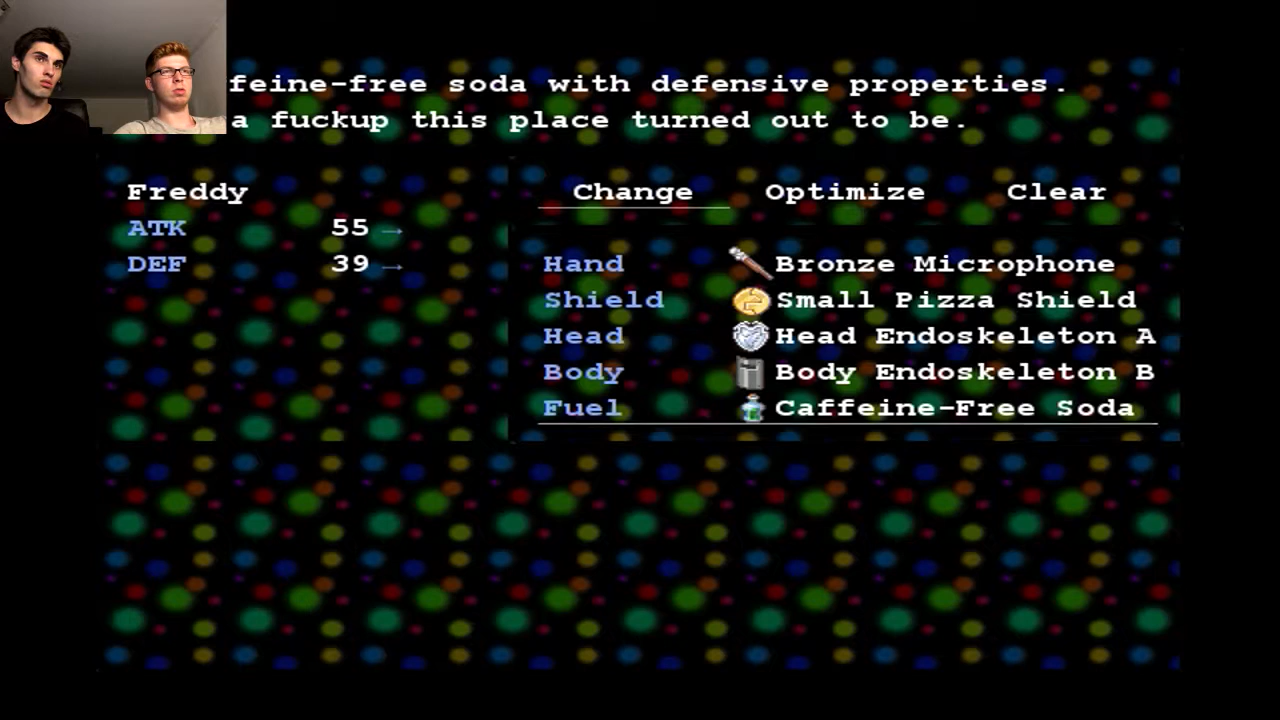 feine-free soda with defensive properties.
a fuckup this place turned out to be.
Freddy
ATK 55 →
DEF 39 →
Change Optimize Clear
Hand Bronze Microphone
Shield Small Pizza Shield
Head Head Endoskeleton A
Body Body Endoskeleton B
Fuel Caffeine-Free Soda